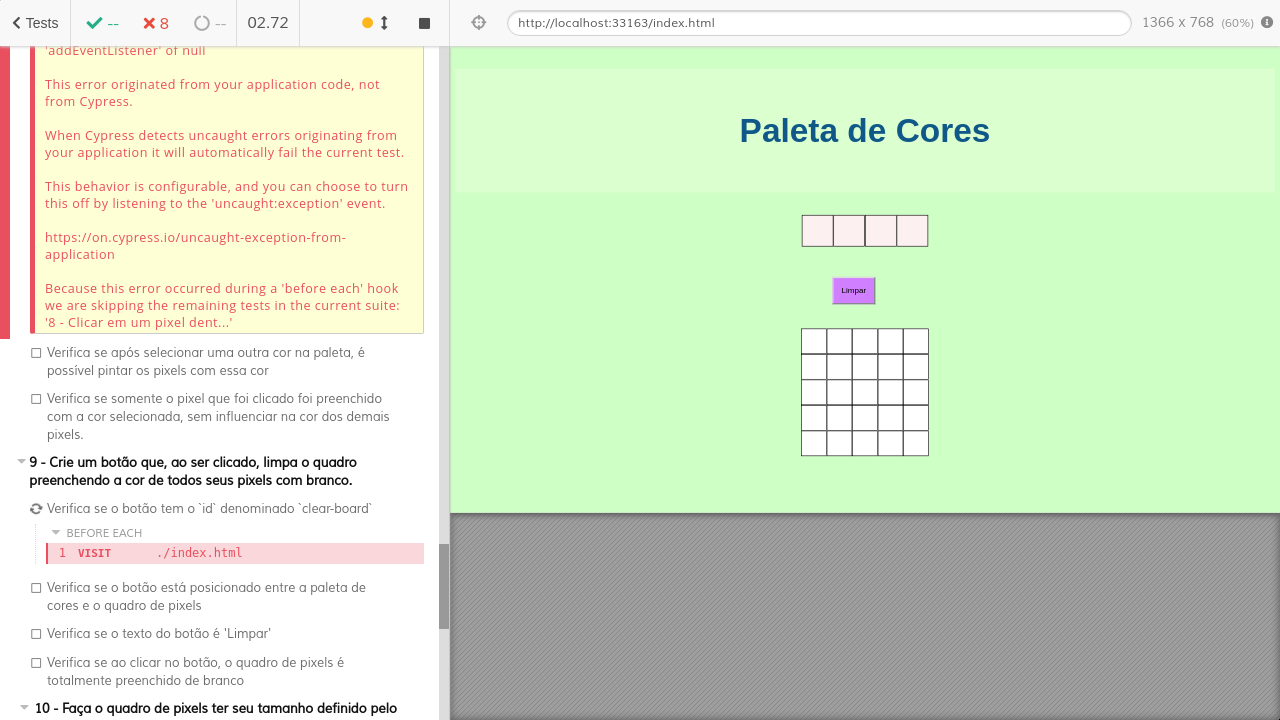 Tests
--
8
--
02.72
http://localhost:33163/index.html
1366 x 768 (60%)
'addEventListener' of null
This error originated from your application code, not
from Cypress.
When Cypress detects uncaught errors originating from
your application it will automatically fail the current test.
This behavior is configurable, and you can choose to turn
this off by listening to the 'uncaught:exception' event.
https://on.cypress.io/uncaught-exception-from-
application
Because this error occurred during a 'before each' hook
we are skipping the remaining tests in the current suite:
'8 - Clicar em um pixel dent...'
Verifica se após selecionar uma outra cor na paleta, é
possível pintar os pixels com essa cor
Verifica se somente o pixel que foi clicado foi preenchido
com a cor selecionada, sem influenciar na cor dos demais
pixels.
9 - Crie um botão que, ao ser clicado, limpa o quadro
preenchendo a cor de todos seus pixels com branco.
Verifica se o botão tem o `id` denominado `clear-board`
BEFORE EACH
1 VISIT ./index.html
Verifica se o botão está posicionado entre a paleta de
cores e o quadro de pixels
Verifica se o texto do botão é 'Limpar'
Verifica se ao clicar no botão, o quadro de pixels é
totalmente preenchido de branco
10 - Faça o quadro de pixels ter seu tamanho definido pelo
Paleta de Cores
Limpar